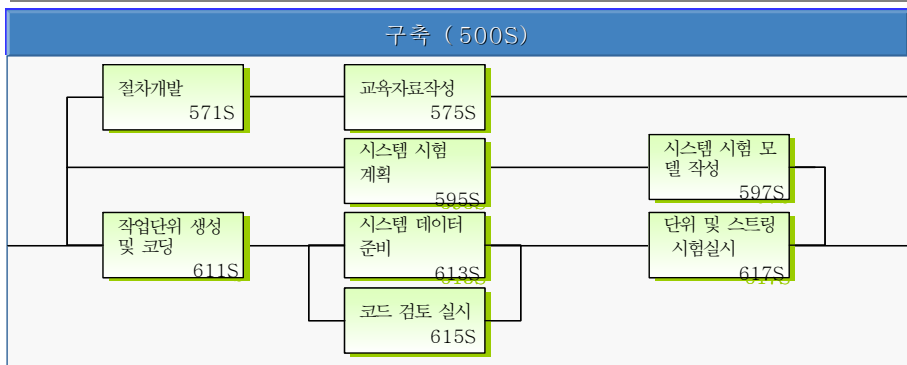 구축 (500S)
절차개발
571S
교육자료작성
575S
시스템 시험
계획
595S
시스템 시험 모
델 작성
597S
작업단위 생성
및 코딩
611S
시스템 데이터
준비
613S
단위 및 스트링
시험실시
617S
코드 검토 실시
615S